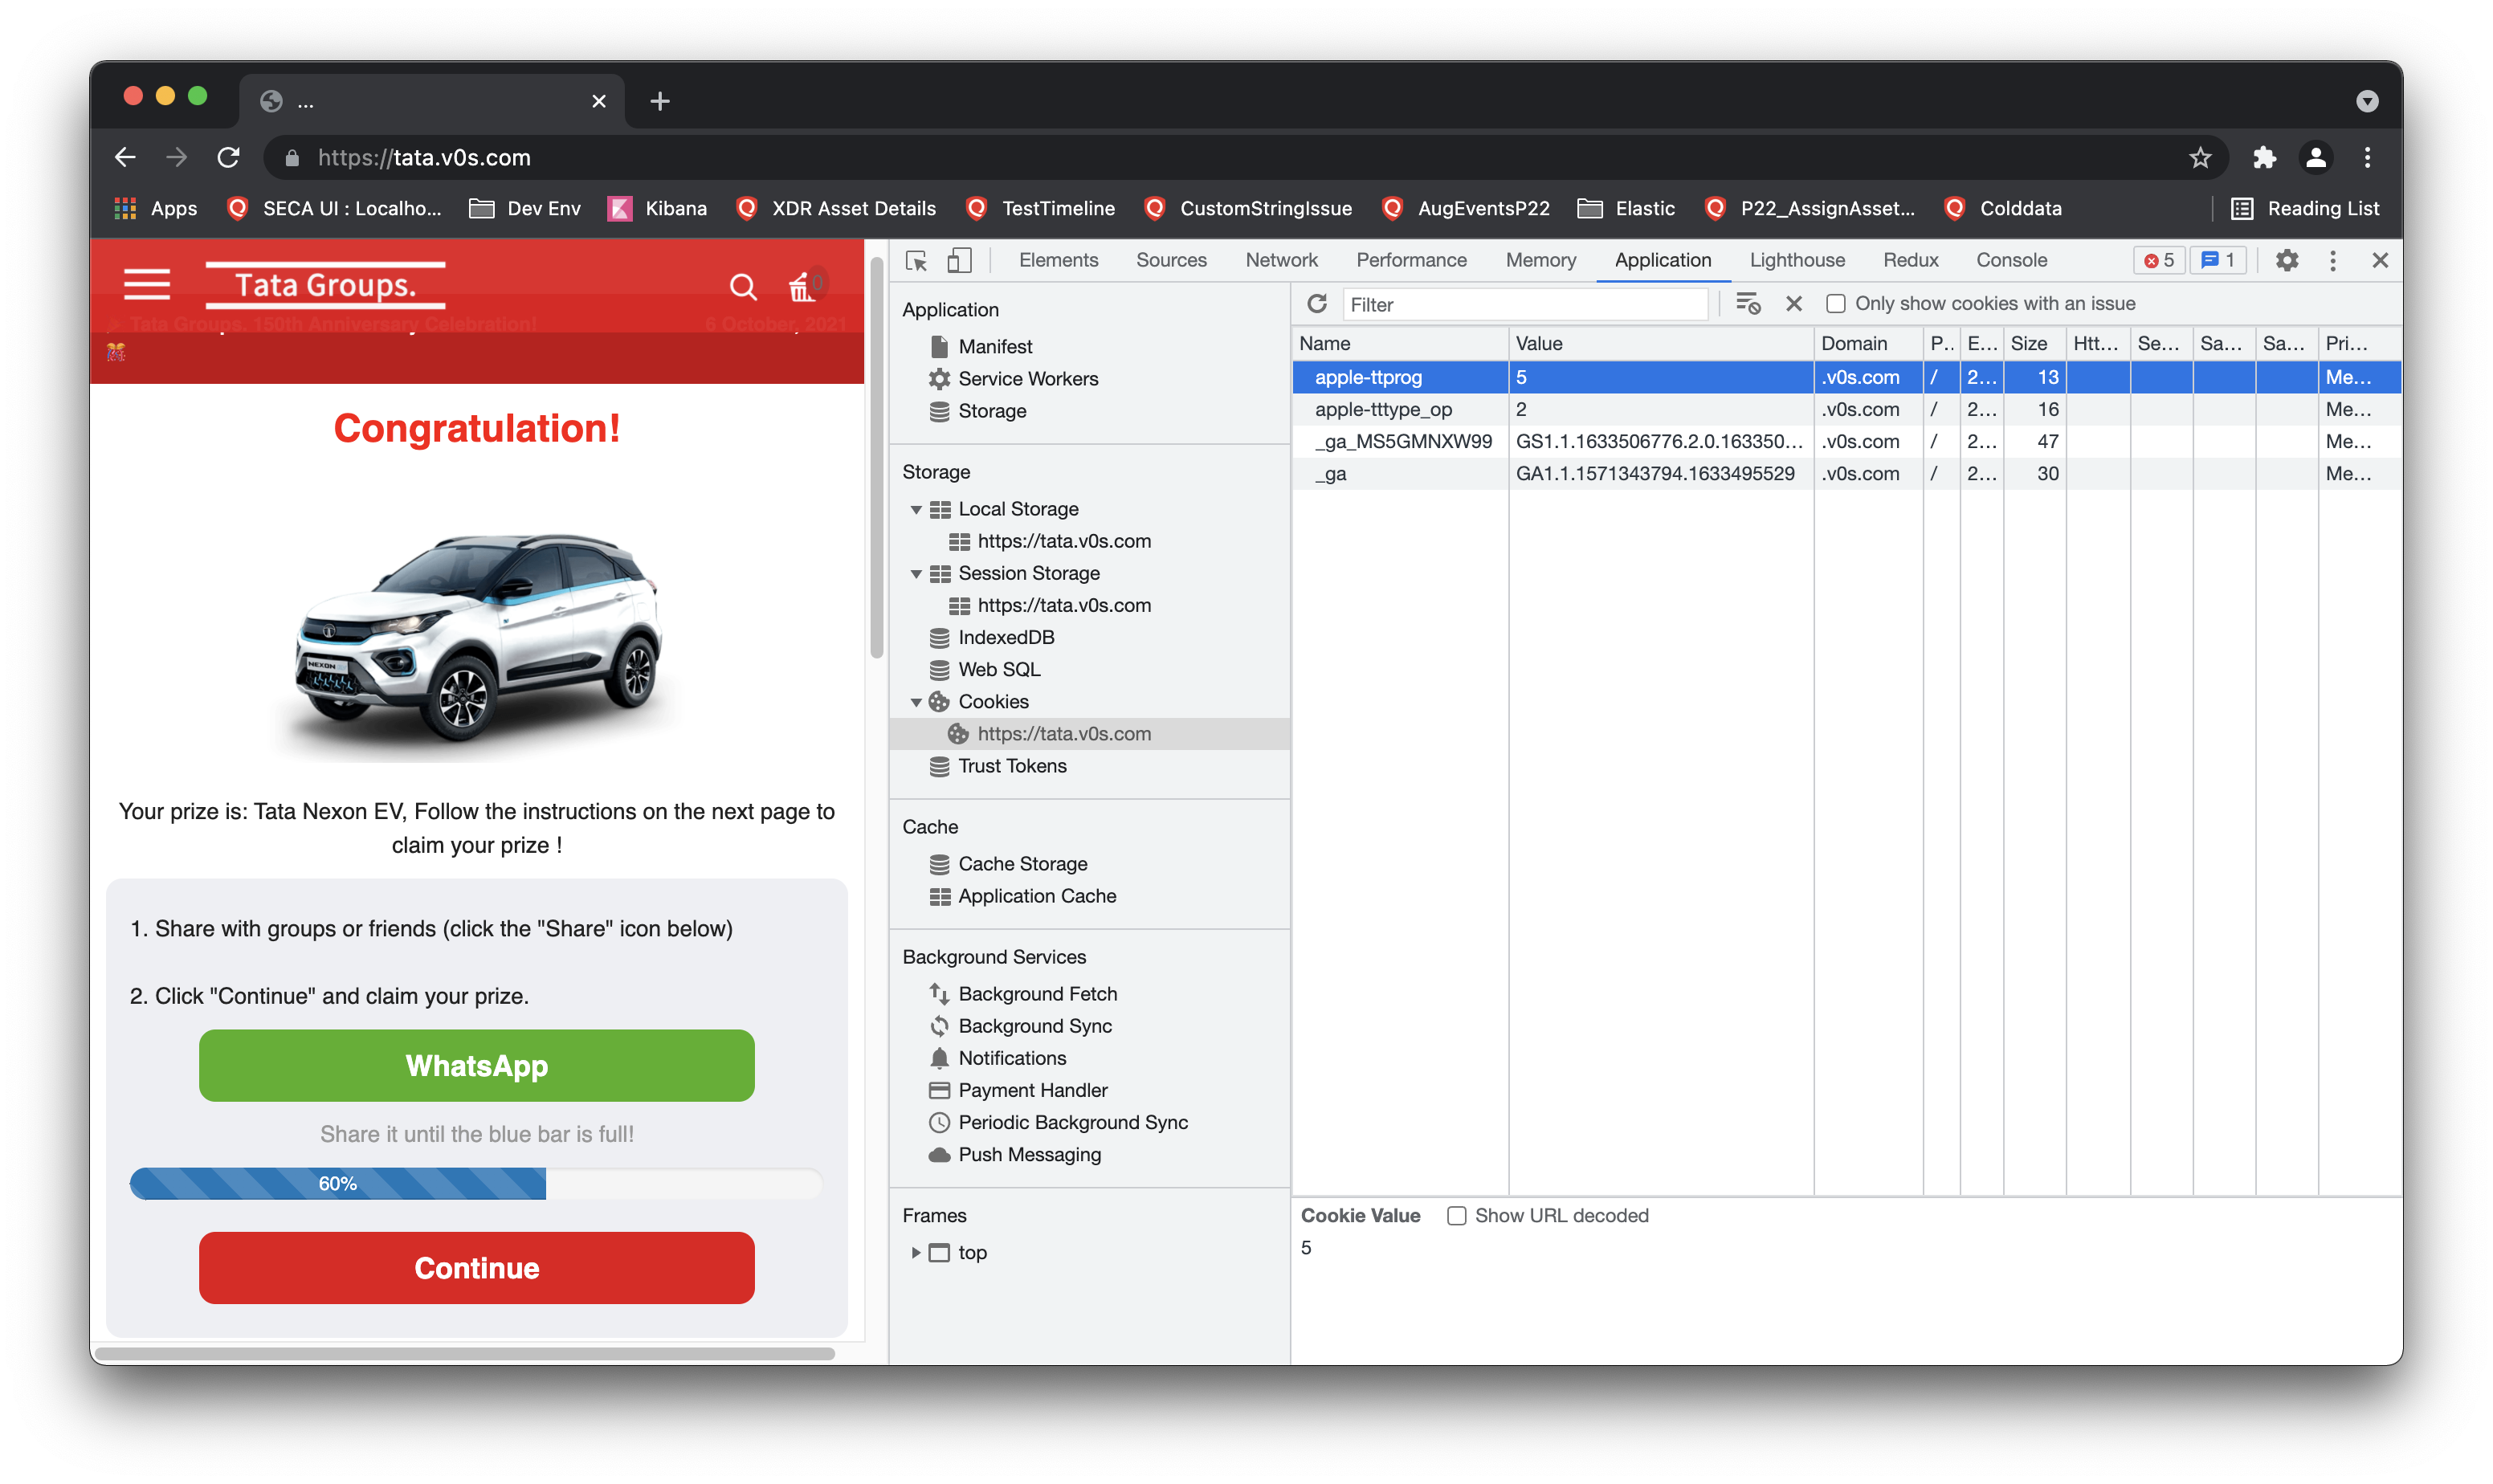 ...
https://tata.v0s.com
Apps
SECA UI : Localho...
Dev Env
Kibana
XDR Asset Details
TestTimeline
CustomStringIssue
AugEventsP22
Elastic
P22_AssignAsset...
Colddata
Reading List
Tata Groups.
0
Tata Groups. 150th Anniversary Celebration!
6 October, 2021
Congratulation!
NEXON
Your prize is: Tata Nexon EV, Follow the instructions on the next page to
claim your prize !
1. Share with groups or friends (click the "Share" icon below)
2. Click "Continue" and claim your prize.
WhatsApp
Share it until the blue bar is full!
60%
Continue
Elements
Sources
Network
Performance
Memory
Application
Lighthouse
Redux
Console
5
1
Application
Manifest
Service Workers
Storage
Storage
Local Storage
https://tata.v0s.com
Session Storage
https://tata.v0s.com
IndexedDB
Web SQL
Cookies
https://tata.v0s.com
Trust Tokens
Cache
Cache Storage
Application Cache
Background Services
Background Fetch
Background Sync
Notifications
Payment Handler
Periodic Background Sync
Push Messaging
Frames
top
Filter
Only show cookies with an issue
Name Value Domain P.. E... Size Htt... Se... Sa... Sa... Pri...
apple-ttprog 5 .v0s.com / 2... 13 Me...
apple-tttype_op 2 .v0s.com / 2... 16 Me...
_ga_MS5GMNXW99 GS1.1.1633506776.2.0.163350... .v0s.com / 2... 47 Me...
_ga GA1.1.1571343794.1633495529 .v0s.com / 2... 30 Me...
Cookie Value
Show URL decoded
5